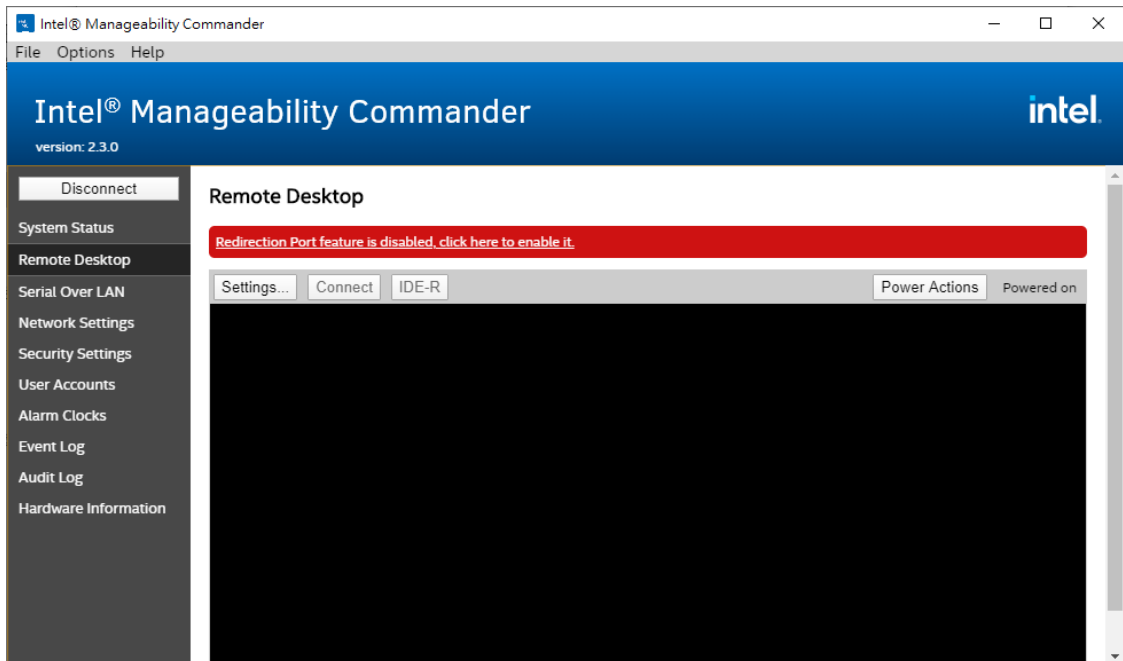 Intel® Manageability Commander
File Options Help
Intel® Manageability Commander
intel.
version: 2.3.0
Disconnect
System Status
Remote Desktop
Serial Over LAN
Network Settings
Security Settings
User Accounts
Alarm Clocks
Event Log
Audit Log
Hardware Information
Remote Desktop
Redirection Port feature is disabled, click here to enable it.
Settings... Connect IDE-R Power Actions Powered on